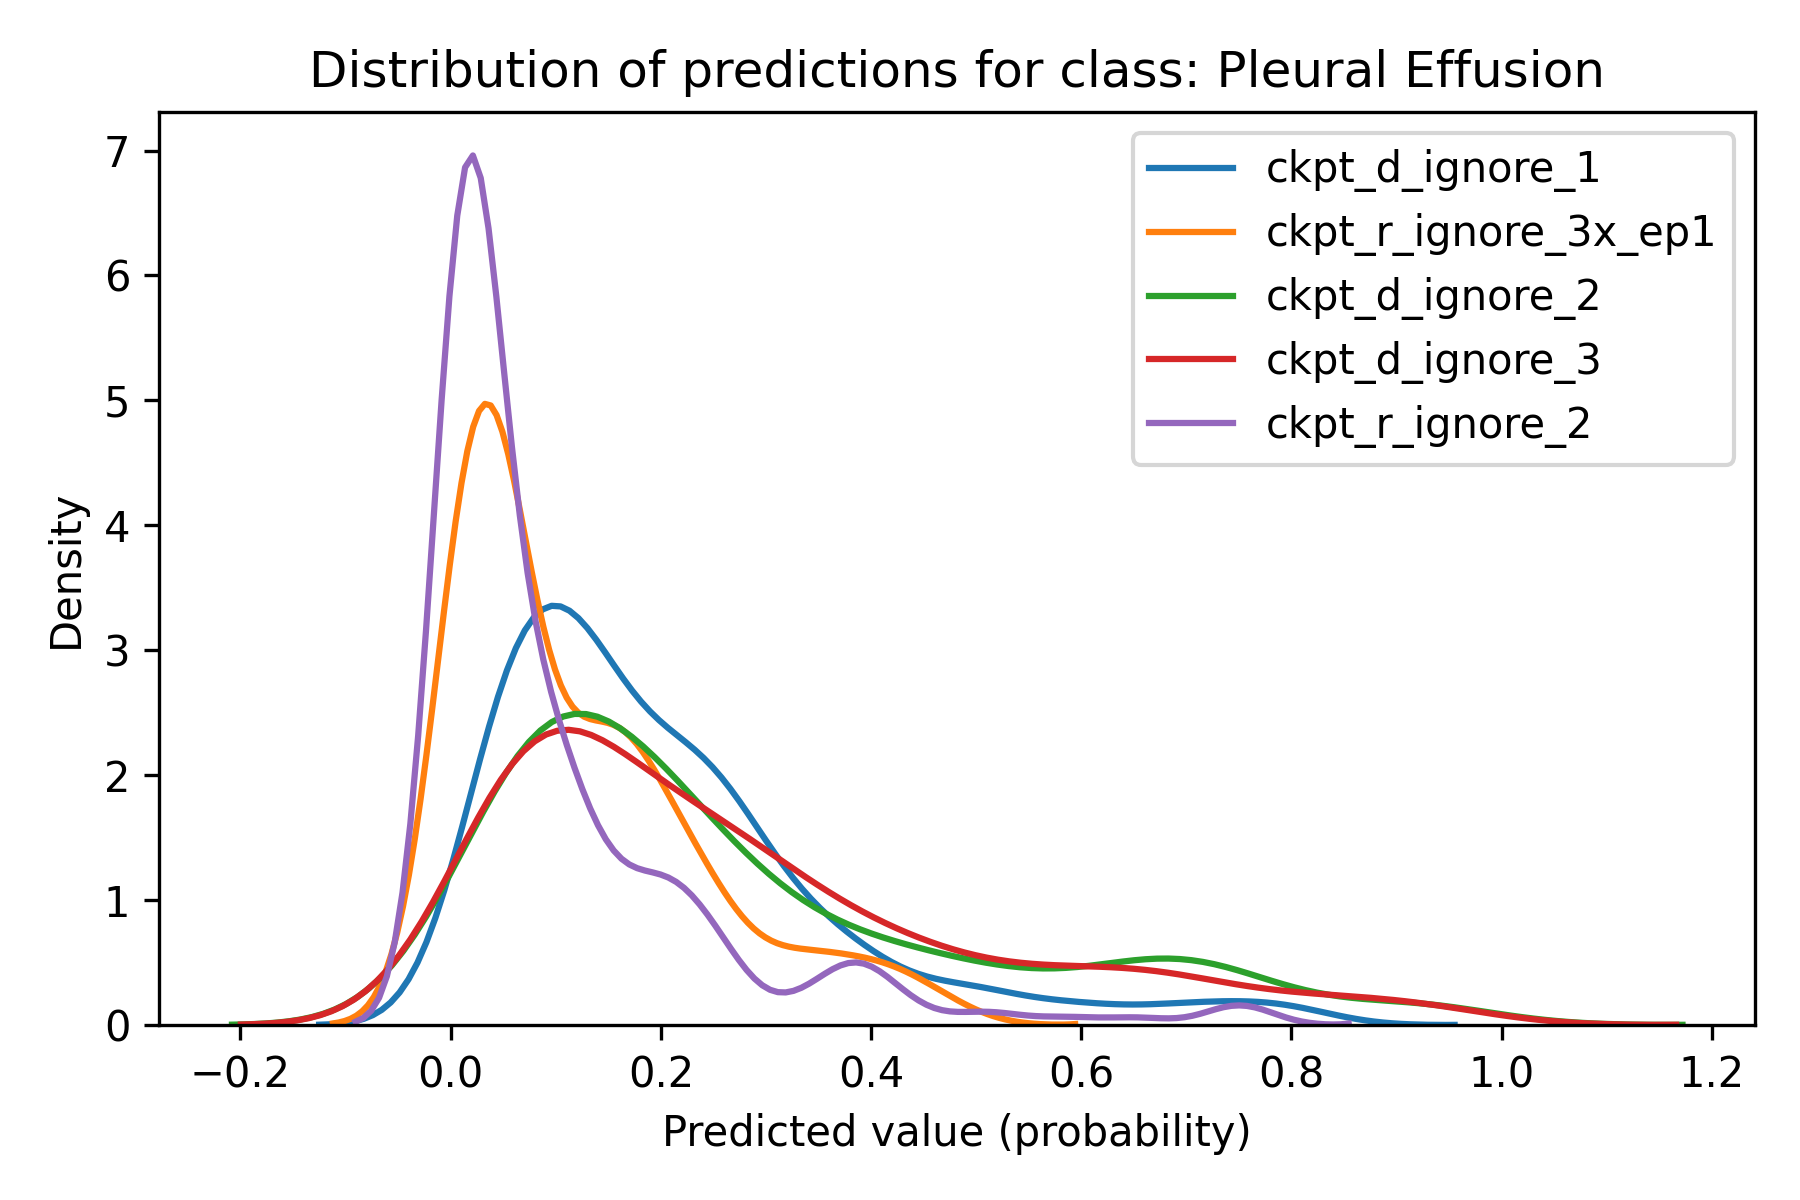 Distribution of predictions for class: Pleural Effusion
7
6
5
4
3
2
1
0
Density
ckpt_d_ignore_1
ckpt_r_ignore_3x_ep1
ckpt_d_ignore_2
ckpt_d_ignore_3
ckpt_r_ignore_2
−0.2 0.0 0.2 0.4 0.6 0.8 1.0 1.2
Predicted value (probability)